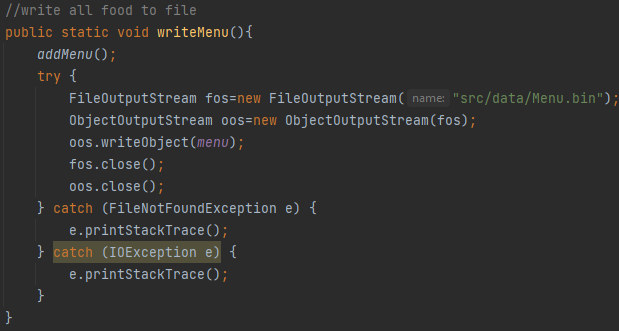 //write all food to file
public static void writeMenu(){
    addMenu();
    try {
        FileOutputStream fos=new FileOutputStream( name: "src/data/Menu.bin");
        ObjectOutputStream oos=new ObjectOutputStream(fos);
        oos.writeObject(menu);
        fos.close();
        oos.close();
    } catch (FileNotFoundException e) {
        e.printStackTrace();
    } catch (IOException e) {
        e.printStackTrace();
    }
}